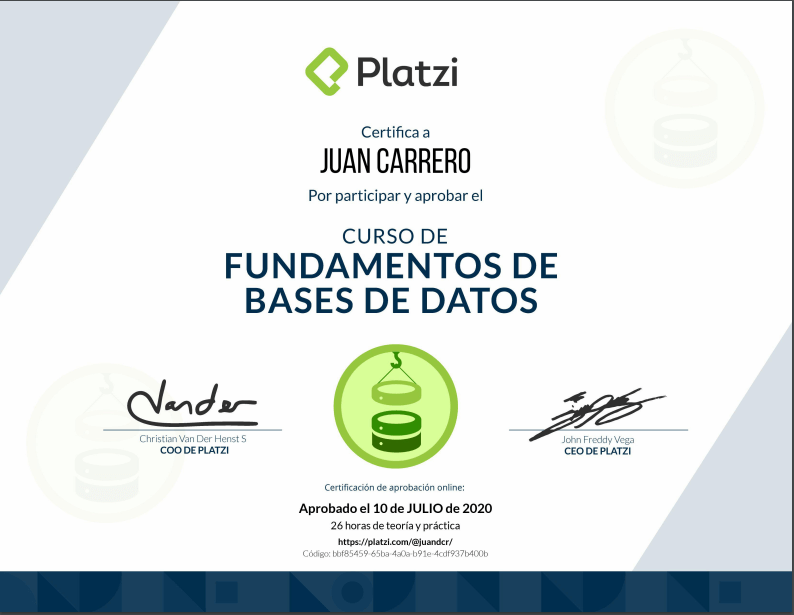 Platzi
Certifica a
JUAN CARRERO
Por participar y aprobar el
CURSO DE
FUNDAMENTOS DE
BASES DE DATOS
Vander
Christian Van Der Henst S
COO DE PLATZI
John Freddy Vega
CEO DE PLATZI
Certificación de aprobación online:
Aprobado el 10 de JULIO de 2020
26 horas de teoría y práctica
https://platzi.com/@juandcr/
Código: bbf85459-65ba-4a0a-b91e-4cdf937b400b